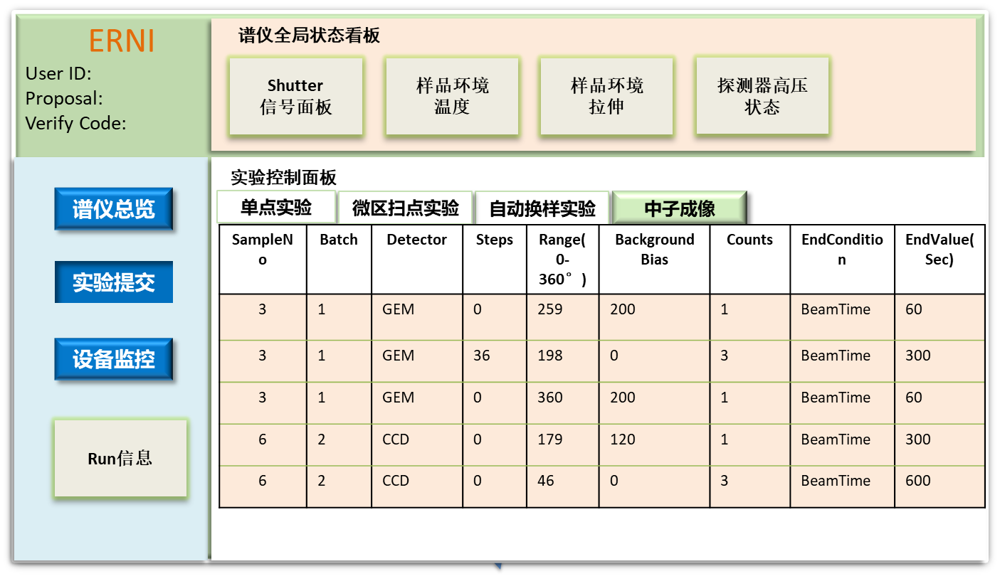 ERNI
User ID:
Proposal:
Verify Code:
谱仪全局状态看板
Shutter
信号面板
样品环境
温度
样品环境
拉伸
探测器高压
状态
谱仪总览
实验提交
设备监控
Run信息
实验控制面板
单点实验 微区扫点实验 自动换样实验 中子成像
SampleN
o
Batch
Detector
Steps
Range(
0-
360°)
Background
Bias
Counts
EndConditio
n
EndValue(
Sec)
3 1 GEM 0 259 200 1 BeamTime 60
3 1 GEM 36 198 0 3 BeamTime 300
3 1 GEM 0 360 200 1 BeamTime 60
6 2 CCD 0 179 120 1 BeamTime 300
6 2 CCD 0 46 0 3 BeamTime 600